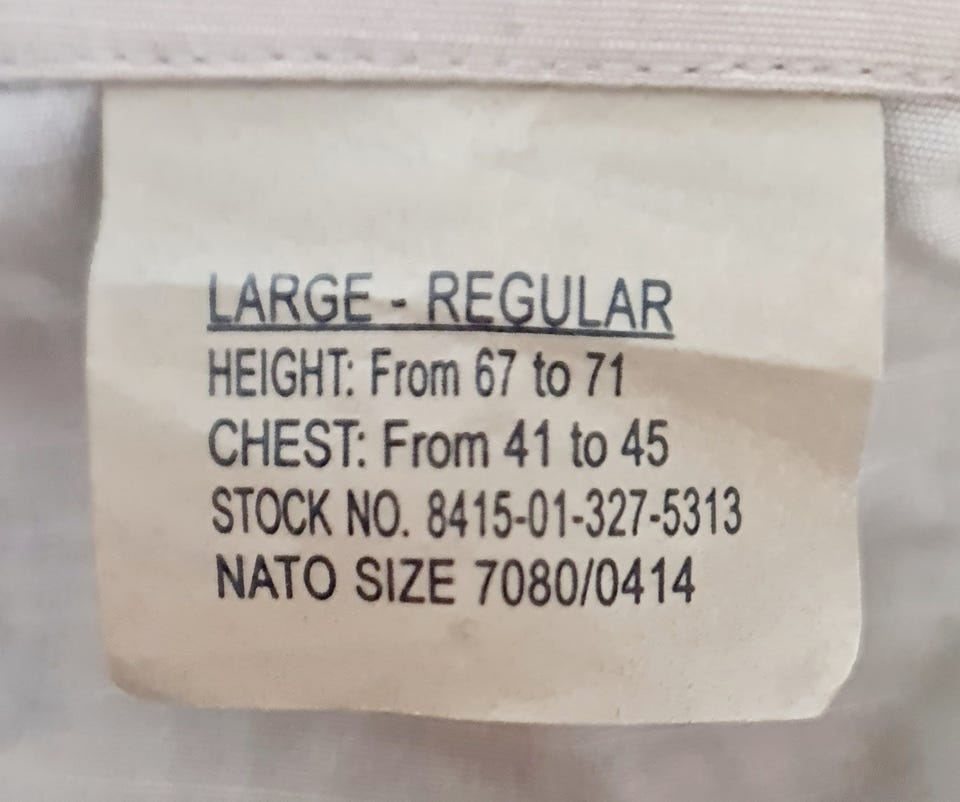 LARGE - REGULAR
HEIGHT: From 67 to 71
CHEST: From 41 to 45
STOCK NO. 8415-01-327-5313
NATO SIZE 7080/0414